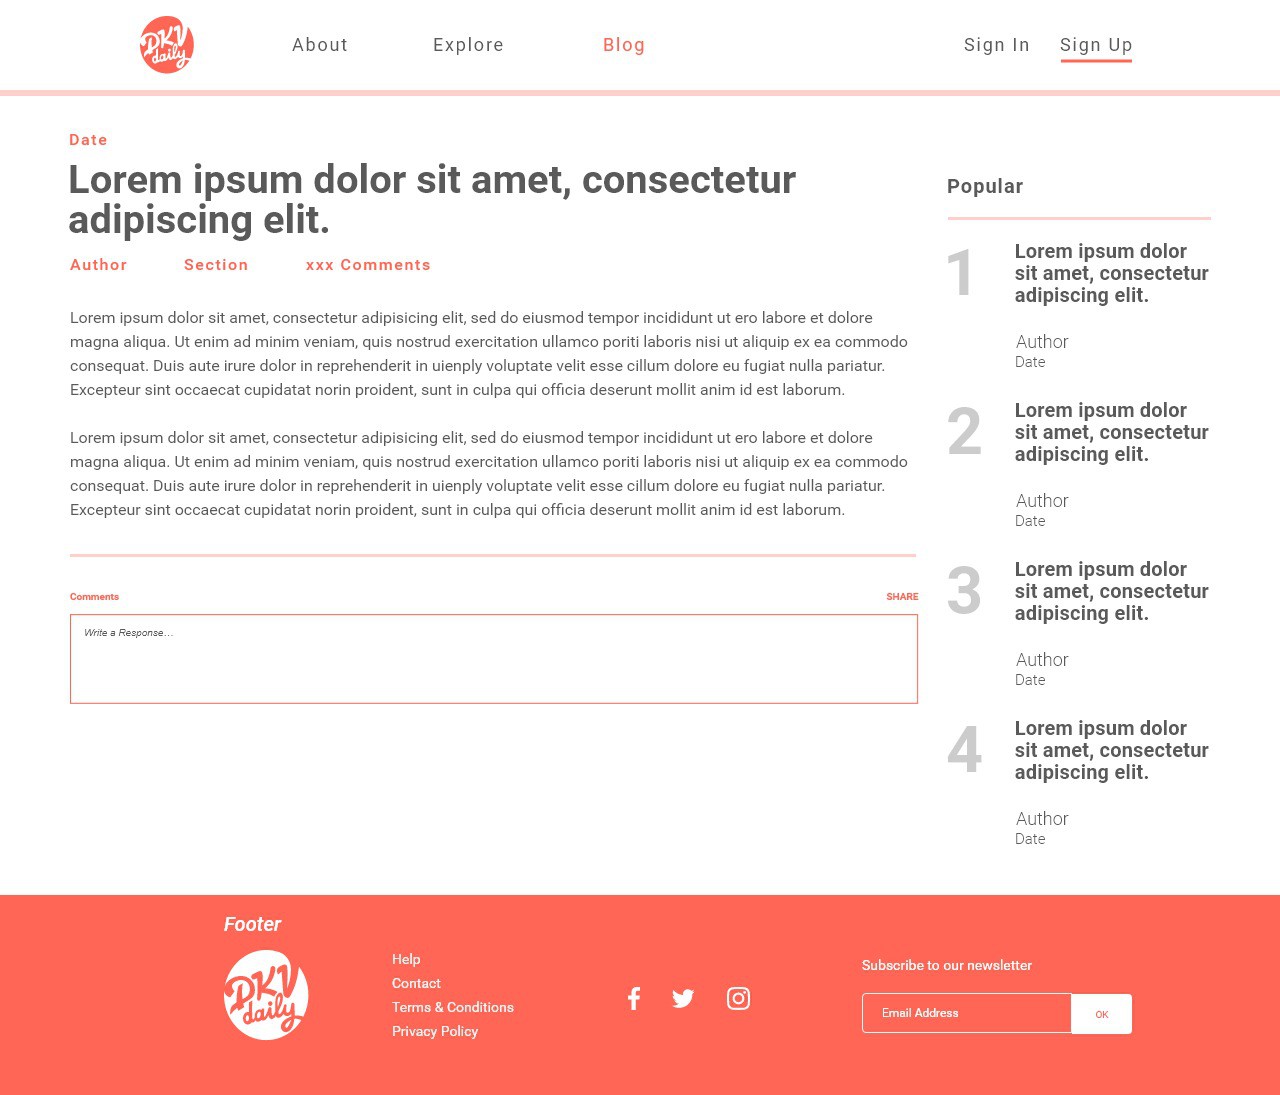 DKV
daily
About
Explore
Blog
Sign In
Sign Up
Date
Lorem ipsum dolor sit amet, consectetur
adipiscing elit.
Author
Section
xxx Comments
Lorem ipsum dolor sit amet, consectetur adipisicing elit, sed do eiusmod tempor incididunt ut ero labore et dolore
magna aliqua. Ut enim ad minim veniam, quis nostrud exercitation ullamco poriti laboris nisi ut aliquip ex ea commodo
consequat. Duis aute irure dolor in reprehenderit in uienply voluptate velit esse cillum dolore eu fugiat nulla pariatur.
Excepteur sint occaecat cupidatat norin proident, sunt in culpa qui officia deserunt mollit anim id est laborum.
Lorem ipsum dolor sit amet, consectetur adipisicing elit, sed do eiusmod tempor incididunt ut ero labore et dolore
magna aliqua. Ut enim ad minim veniam, quis nostrud exercitation ullamco poriti laboris nisi ut aliquip ex ea commodo
consequat. Duis aute irure dolor in reprehenderit in uienply voluptate velit esse cillum dolore eu fugiat nulla pariatur.
Excepteur sint occaecat cupidatat norin proident, sunt in culpa qui officia deserunt mollit anim id est laborum.
Comments
SHARE
Write a Response...
Popular
1
Lorem ipsum dolor
sit amet, consectetur
adipiscing elit.
Author
Date
2
Lorem ipsum dolor
sit amet, consectetur
adipiscing elit.
Author
Date
3
Lorem ipsum dolor
sit amet, consectetur
adipiscing elit.
Author
Date
4
Lorem ipsum dolor
sit amet, consectetur
adipiscing elit.
Author
Date
Footer
DKV
daily
Help
Contact
Terms & Conditions
Privacy Policy
Subscribe to our newsletter
Email Address
OK